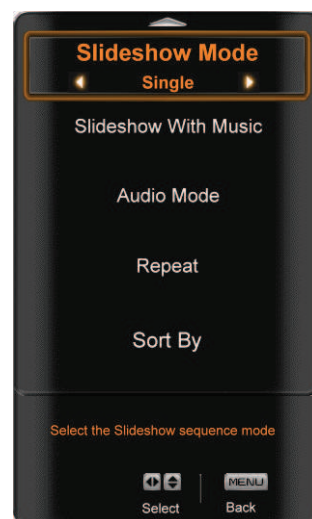 Slideshow Mode
Single
Slideshow With Music
Audio Mode
Repeat
Sort By
Select the Slideshow sequence mode
MENU
Select Back